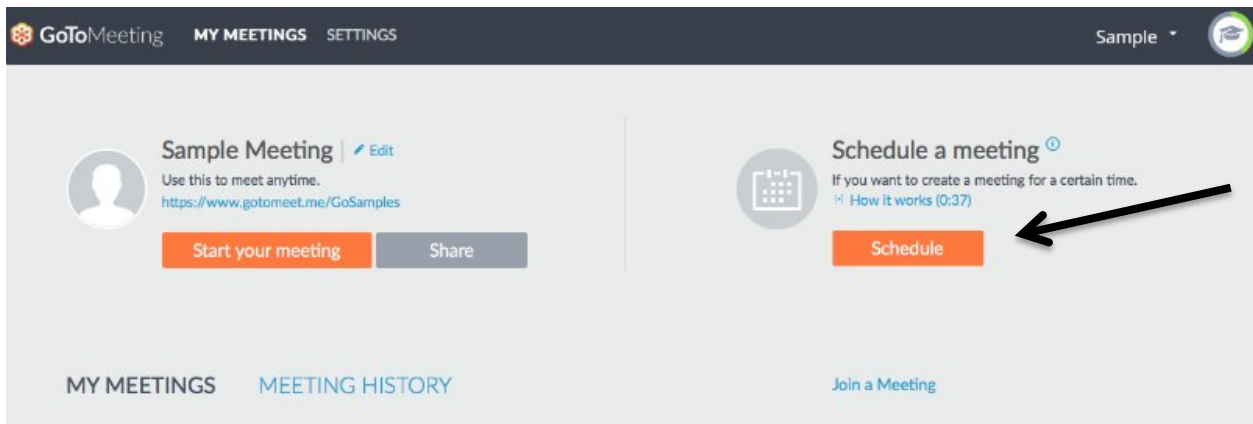 GoToMeeting MY MEETINGS SETTINGS Sample
Sample Meeting | Edit
Use this to meet anytime.
https://www.gotomeet.me/GoSamples
Start your meeting Share
Schedule a meeting
If you want to create a meeting for a certain time.
How it works (0:37)
Schedule
MY MEETINGS MEETING HISTORY Join a Meeting